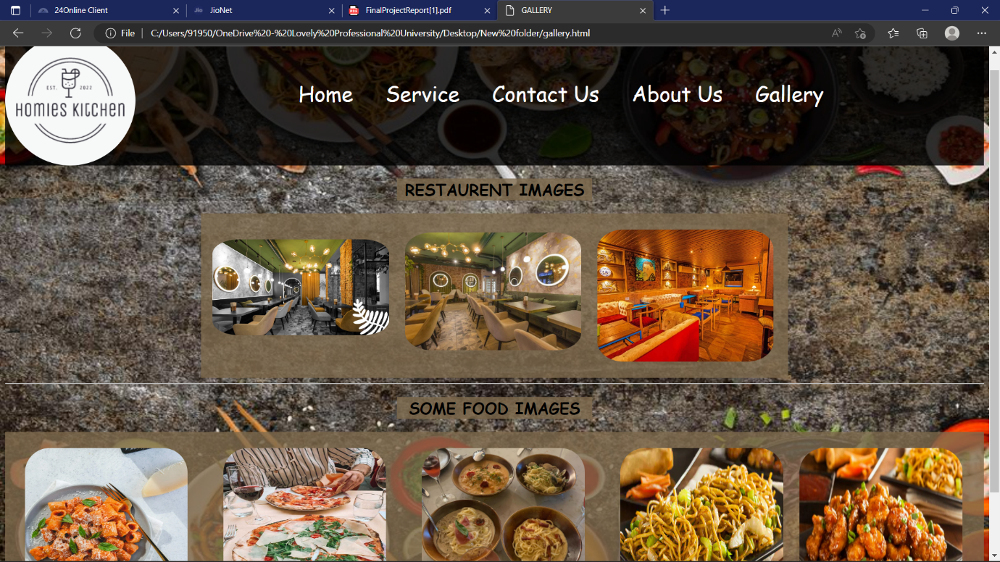 24Online Client
JioNet
FinalProjectReport[1].pdf
GALLERY
File
C:/Users/91950/OneDrive%20-%20Lovely%20Professional%20University/Desktop/New%20folder/gallery.html
EST. 2022
HOMIES KITCHEN
Home Service Contact Us About Us Gallery
RESTAURENT IMAGES
SOME FOOD IMAGES